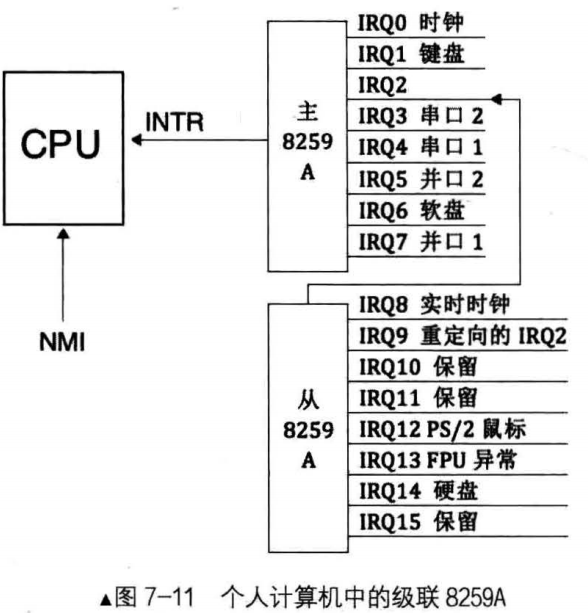 IRQ0 时钟
IRQ1 键盘
IRQ2
IRQ3 串口 2
IRQ4 串口 1
IRQ5 并口 2
IRQ6 软盘
IRQ7 并口 1
主
8259
A
INTR
CPU
NMI
IRQ8 实时时钟
IRQ9 重定向的 IRQ2
IRQ10 保留
IRQ11 保留
IRQ12 PS/2 鼠标
IRQ13 FPU 异常
IRQ14 硬盘
IRQ15 保留
从
8259
A
▲图 7-11 个人计算机中的级联 8259A